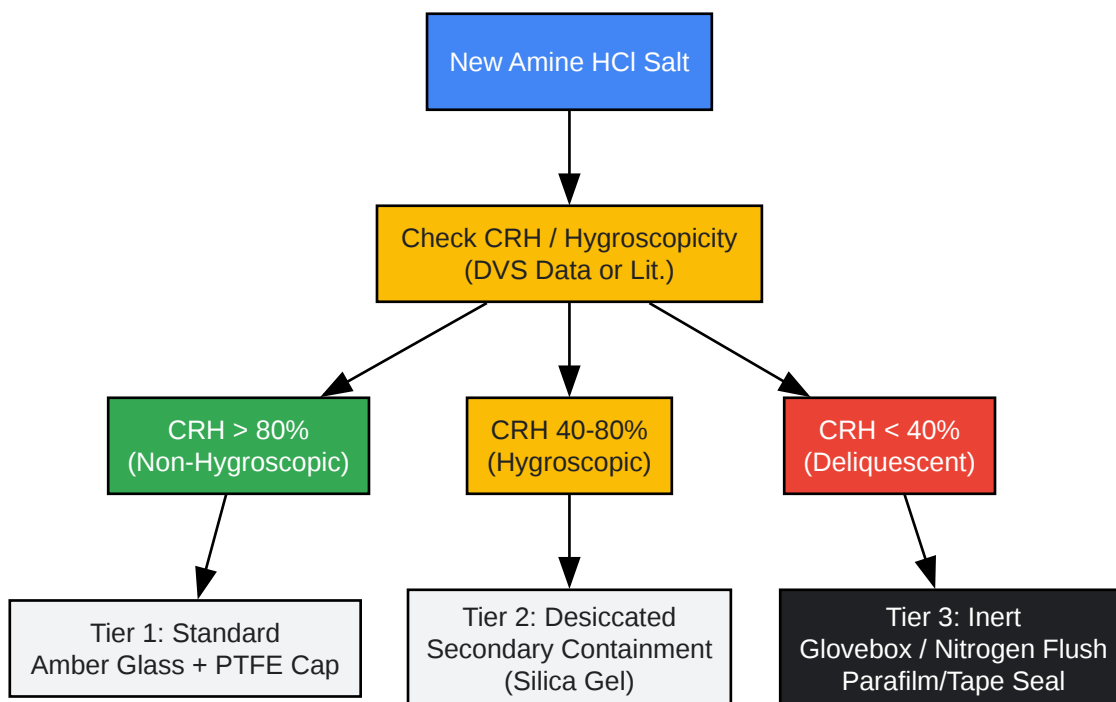 New Amine HCl Salt
Check CRH / Hygroscopicity
(DVS Data or Lit.)
CRH > 80%
(Non-Hygroscopic)
CRH 40-80%
(Hygroscopic)
CRH < 40%
(Deliquescent)
Tier 1: Standard
Amber Glass + PTFE Cap
Tier 2: Desiccated
Secondary Containment
(Silica Gel)
Tier 3: Inert
Glovebox / Nitrogen Flush
Parafilm/Tape Seal